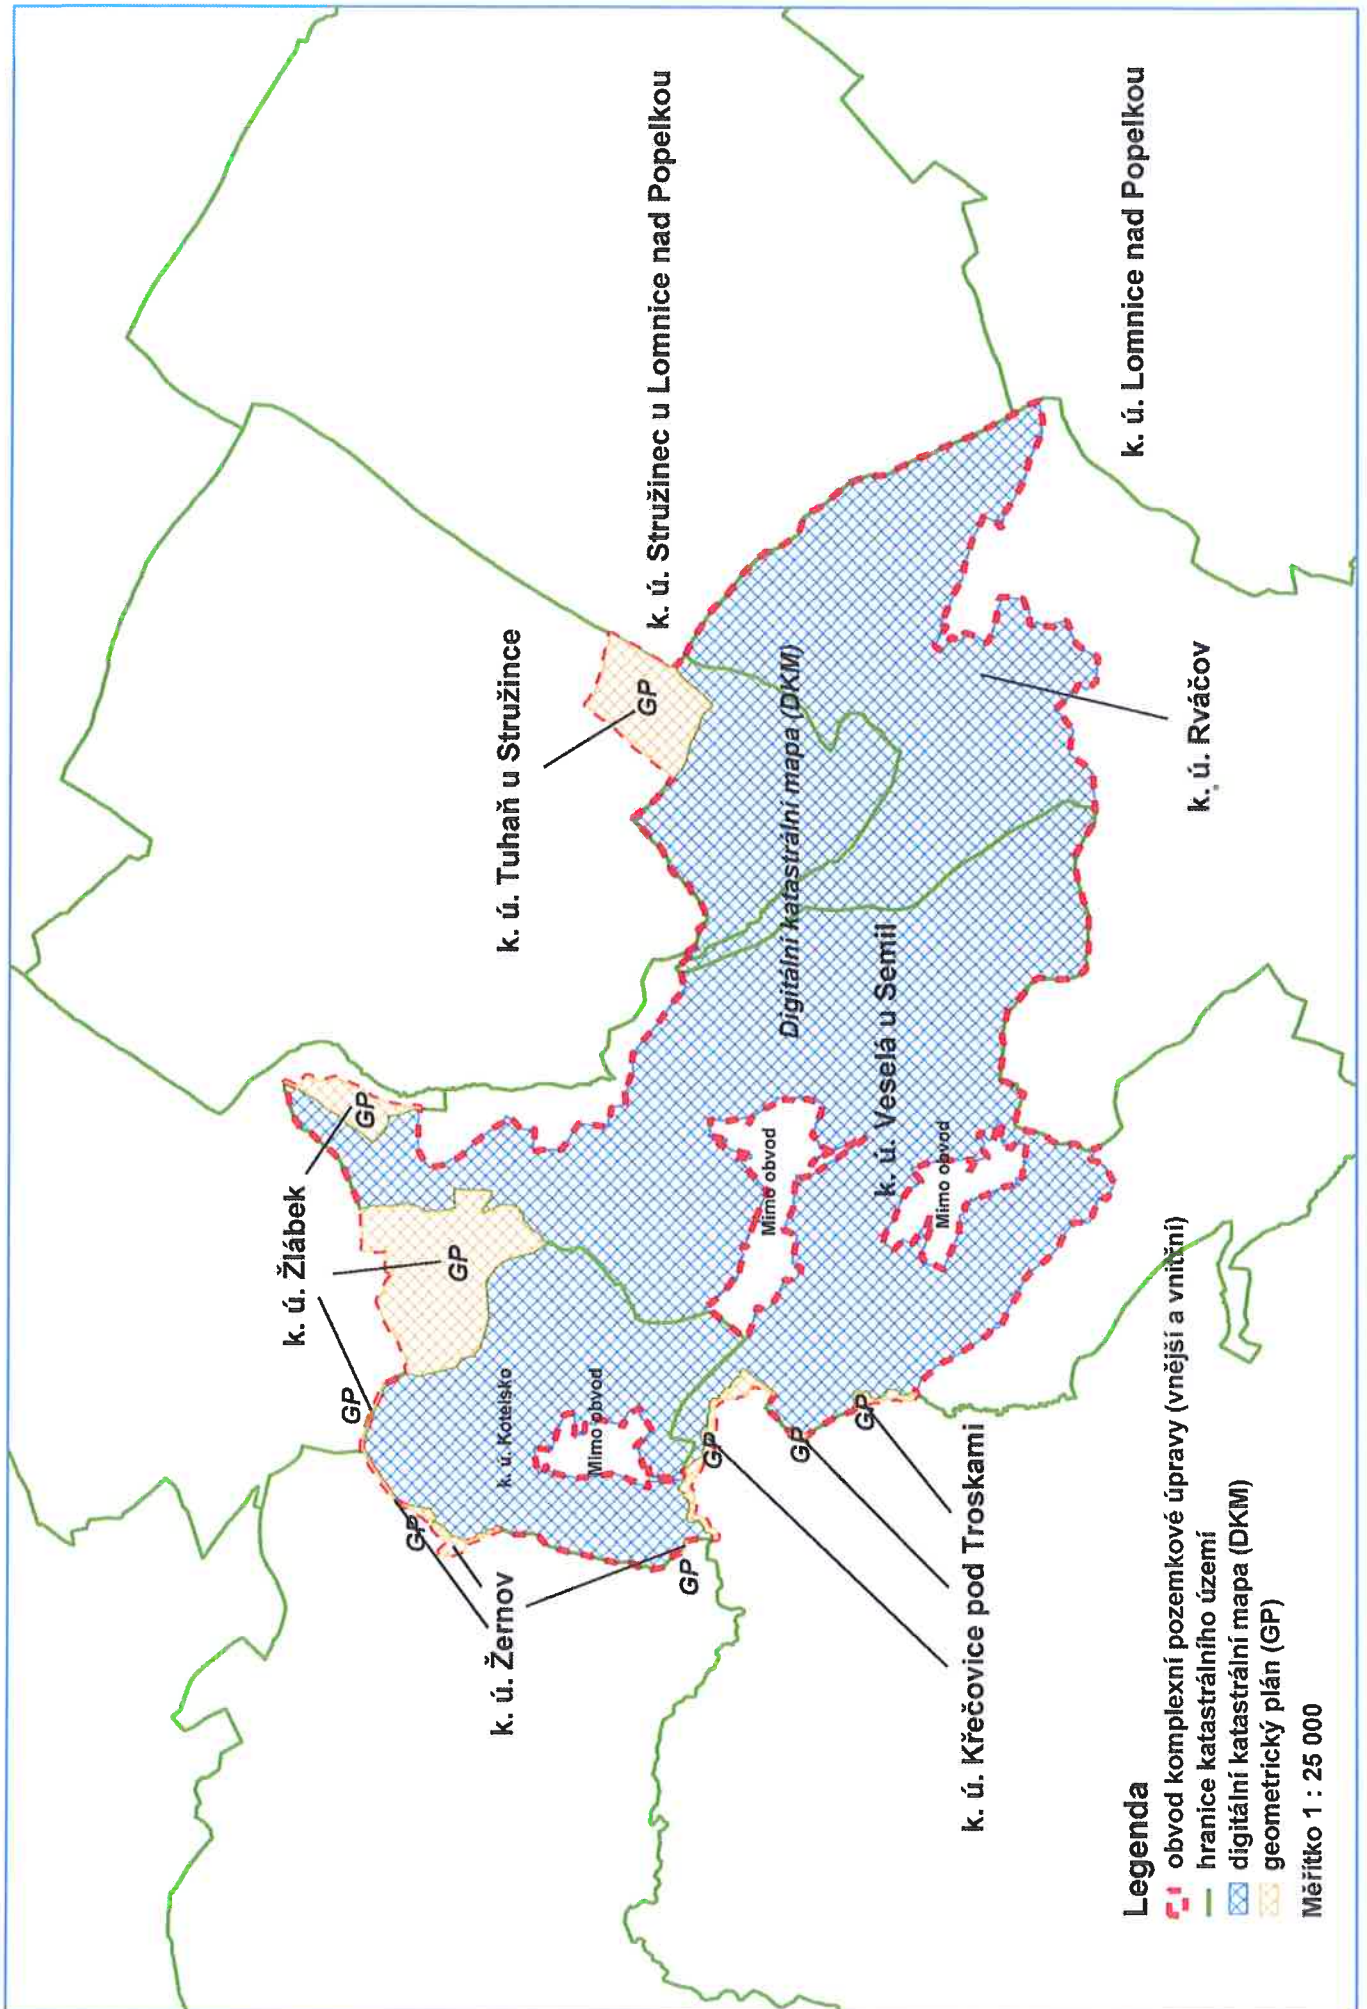 k. ú. Žlábek
GP
GP
GP
GP
k. ú. Žernov
k. ú. Kotelsko
k. ú. Tuhaň u Stružince
Mimo obvod
GP
k. ú. Stružinec u Lomnice nad Popelkou
GP
GP
Mimo obvod
Digitální katastrální mapa (DKM)
GP
GP
k. ú. Veselá u Semil
Mimo obvod
k. ú. Křečovice pod Troskami
k. ú. Lomnice nad Popelkou
k. ú. Rváčov
Legenda
obvod komplexní pozemkové úpravy (vnější a vnitřní)
hranice katastrálního území
digitální katastrální mapa (DKM)
geometrický plán (GP)
Měřítko 1 : 25 000